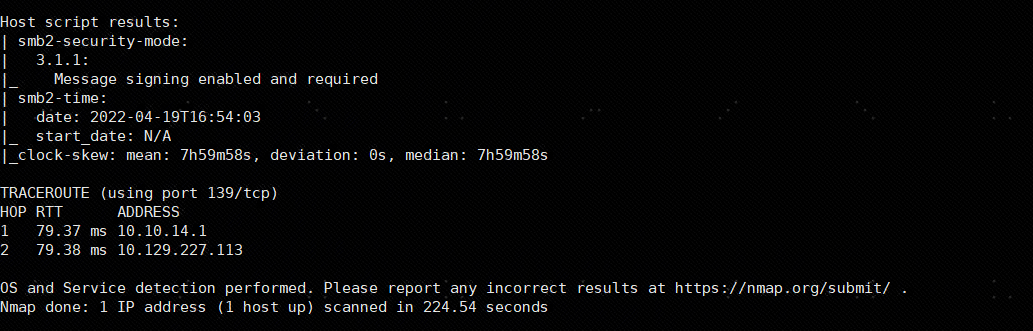 Host script results:
| smb2-security-mode:
|   3.1.1:
|_    Message signing enabled and required
| smb2-time:
|   date: 2022-04-19T16:54:03
|_  start_date: N/A
|_clock-skew: mean: 7h59m58s, deviation: 0s, median: 7h59m58s
TRACEROUTE (using port 139/tcp)
HOP RTT      ADDRESS
1   79.37 ms 10.10.14.1
2   79.38 ms 10.129.227.113
OS and Service detection performed. Please report any incorrect results at https://nmap.org/submit/ .
Nmap done: 1 IP address (1 host up) scanned in 224.54 seconds